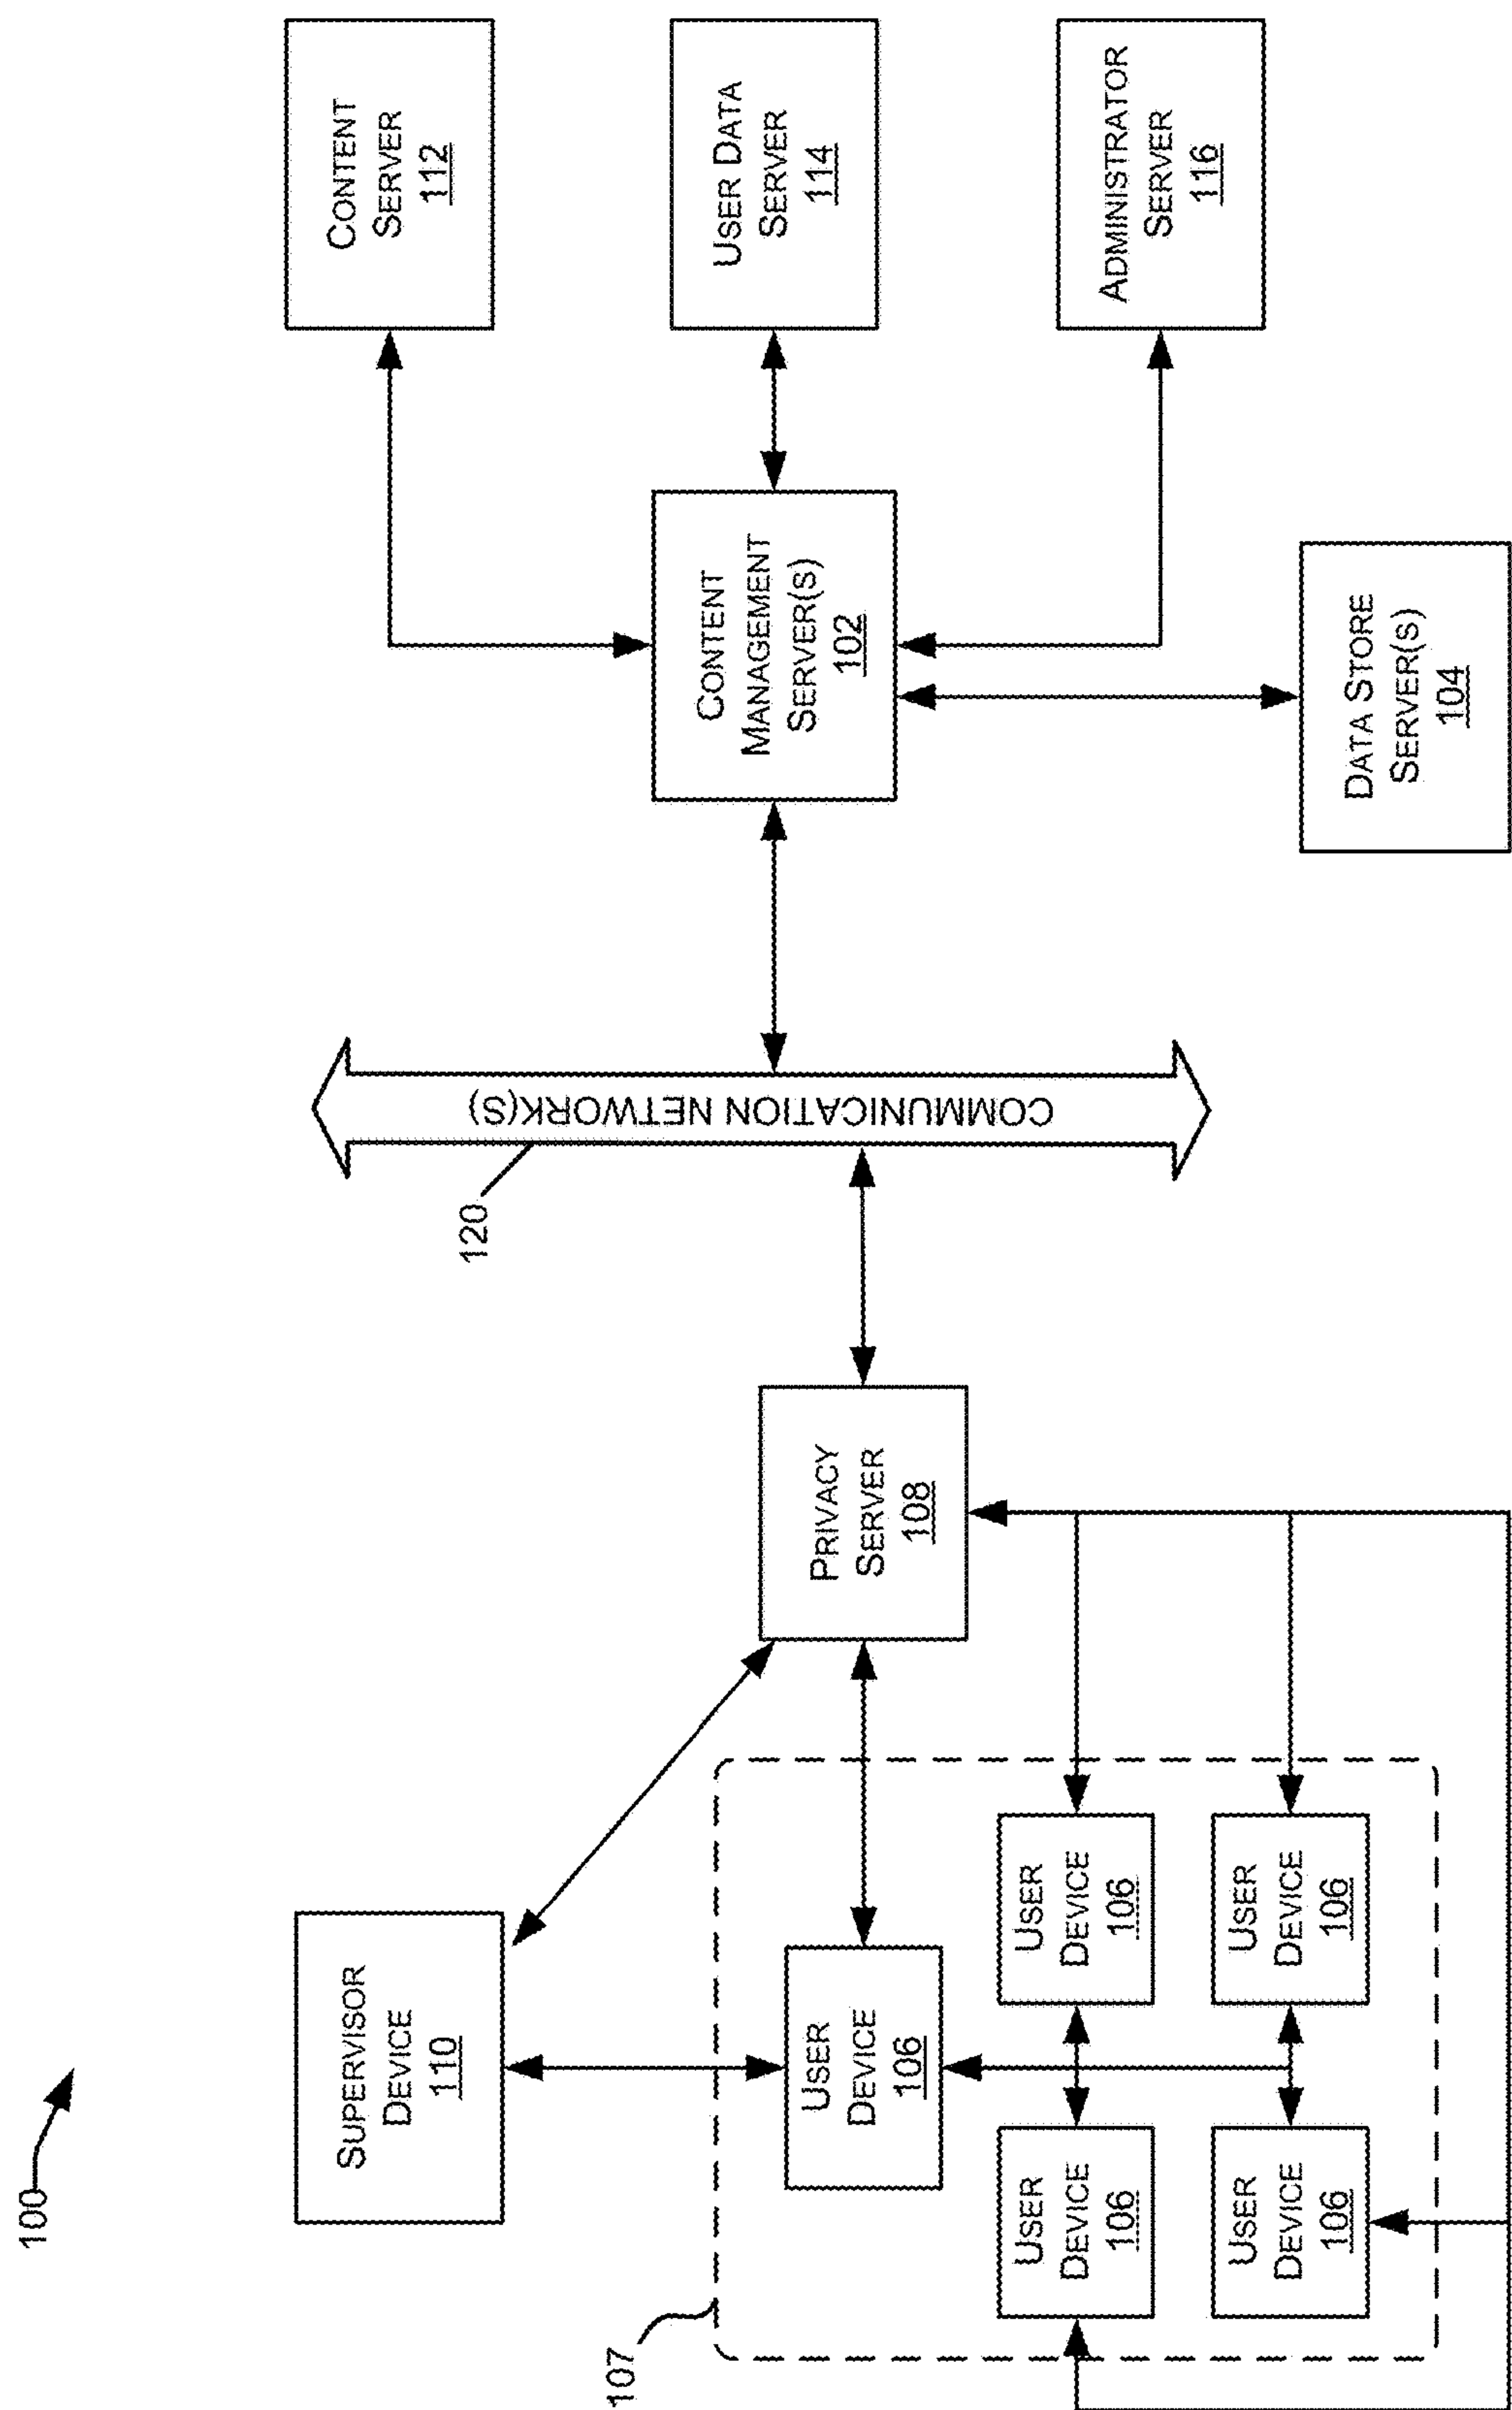 100
SUPERVISOR
DEVICE
110
107
USER
DEVICE
106
USER
DEVICE
106
USER
DEVICE
106
USER
DEVICE
106
USER
DEVICE
106
PRIVACY
SERVER
108
120
COMMUNICATION NETWORK(S)
CONTENT
MANAGEMENT
SERVER(S)
102
DATA STORE
SERVER(S)
104
CONTENT
SERVER
112
USER DATA
SERVER
114
ADMINISTRATOR
SERVER
116